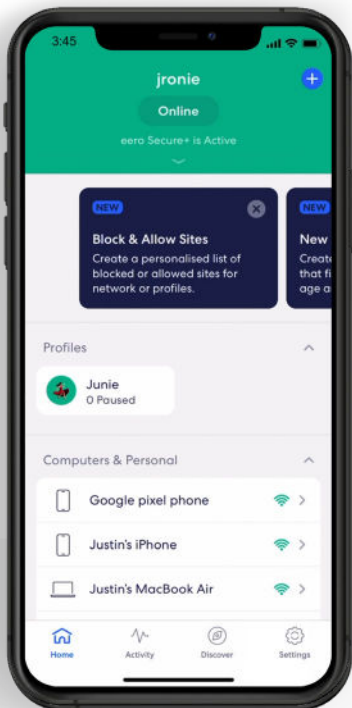 3:45
jronie
Online
eero Secure+ is Active
NEW
Block & Allow Sites
Create a personalised list of
blocked or allowed sites for
network or profiles.
NEW
New
Create
that fi
age a
Profiles
Junie
0 Paused
Computers & Personal
Google pixel phone
Justin's iPhone
Justin's MacBook Air
Home
Activity
Discover
Settings